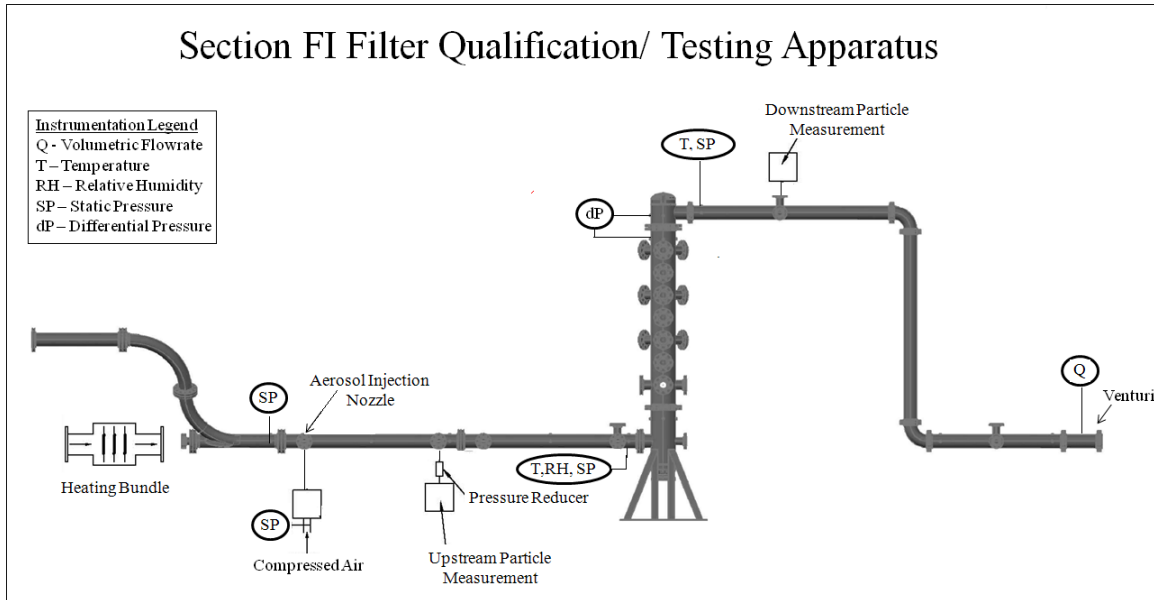 Section FI Filter Qualification/ Testing Apparatus
Instrumentation Legend
Q - Volumetric Flowrate
T – Temperature
RH – Relative Humidity
SP – Static Pressure
dP – Differential Pressure
Downstream Particle
Measurement
T, SP
dP
Q
Venturi
SP
Aerosol Injection
Nozzle
Heating Bundle
T,RH, SP
Pressure Reducer
SP
Compressed Air
Upstream Particle
Measurement